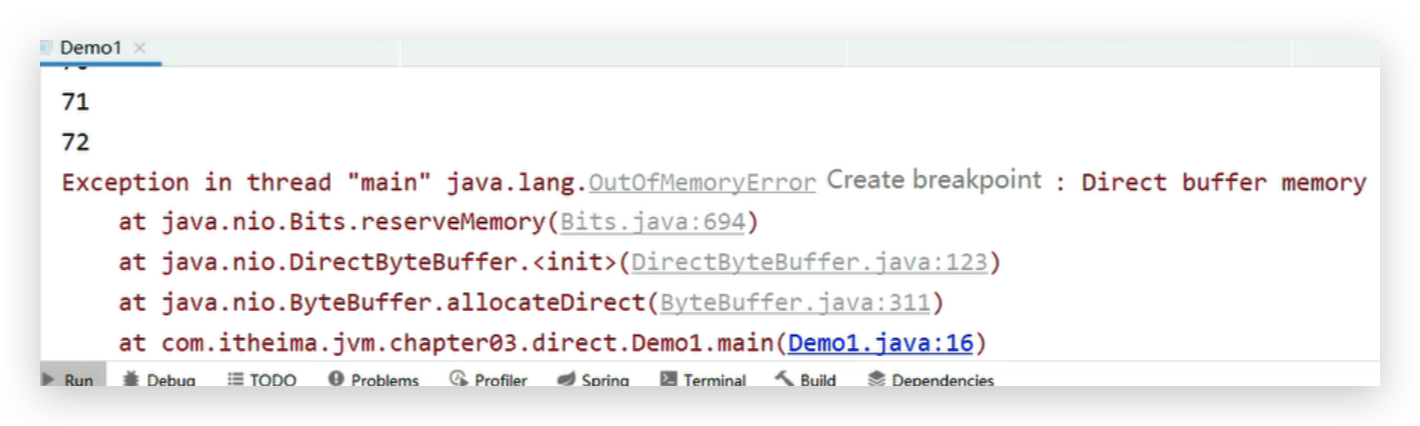 Demo1
71
72
Exception in thread "main" java.lang.OutOfMemoryError Create breakpoint : Direct buffer memory
at java.nio.Bits.reserveMemory(Bits.java:694)
at java.nio.DirectByteBuffer.<init>(DirectByteBuffer.java:123)
at java.nio.ByteBuffer.allocateDirect(ByteBuffer.java:311)
at com.itheima.jvm.chapter03.direct.Demo1.main(Demo1.java:16)
Run Debug TODO Problems Profiler Spring Terminal Build Dependencies